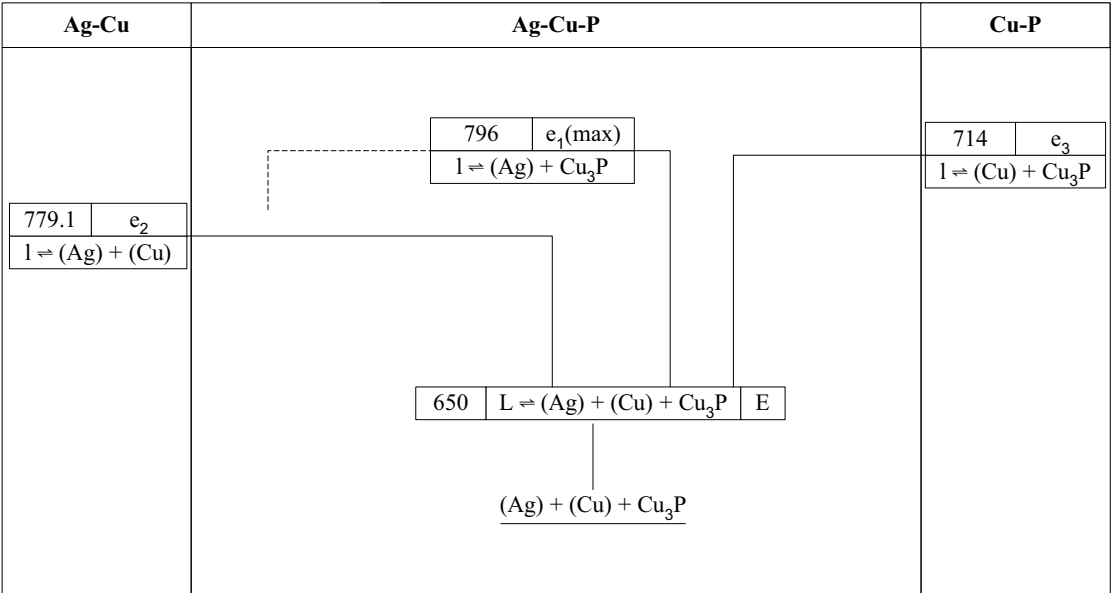 Ag-Cu Ag-Cu-P Cu-P
796 e₁(max)
l ⇌ (Ag) + Cu₃P
714 e₃
l ⇌ (Cu) + Cu₃P
779.1 e₂
l ⇌ (Ag) + (Cu)
650 L ⇌ (Ag) + (Cu) + Cu₃P E
(Ag) + (Cu) + Cu₃P